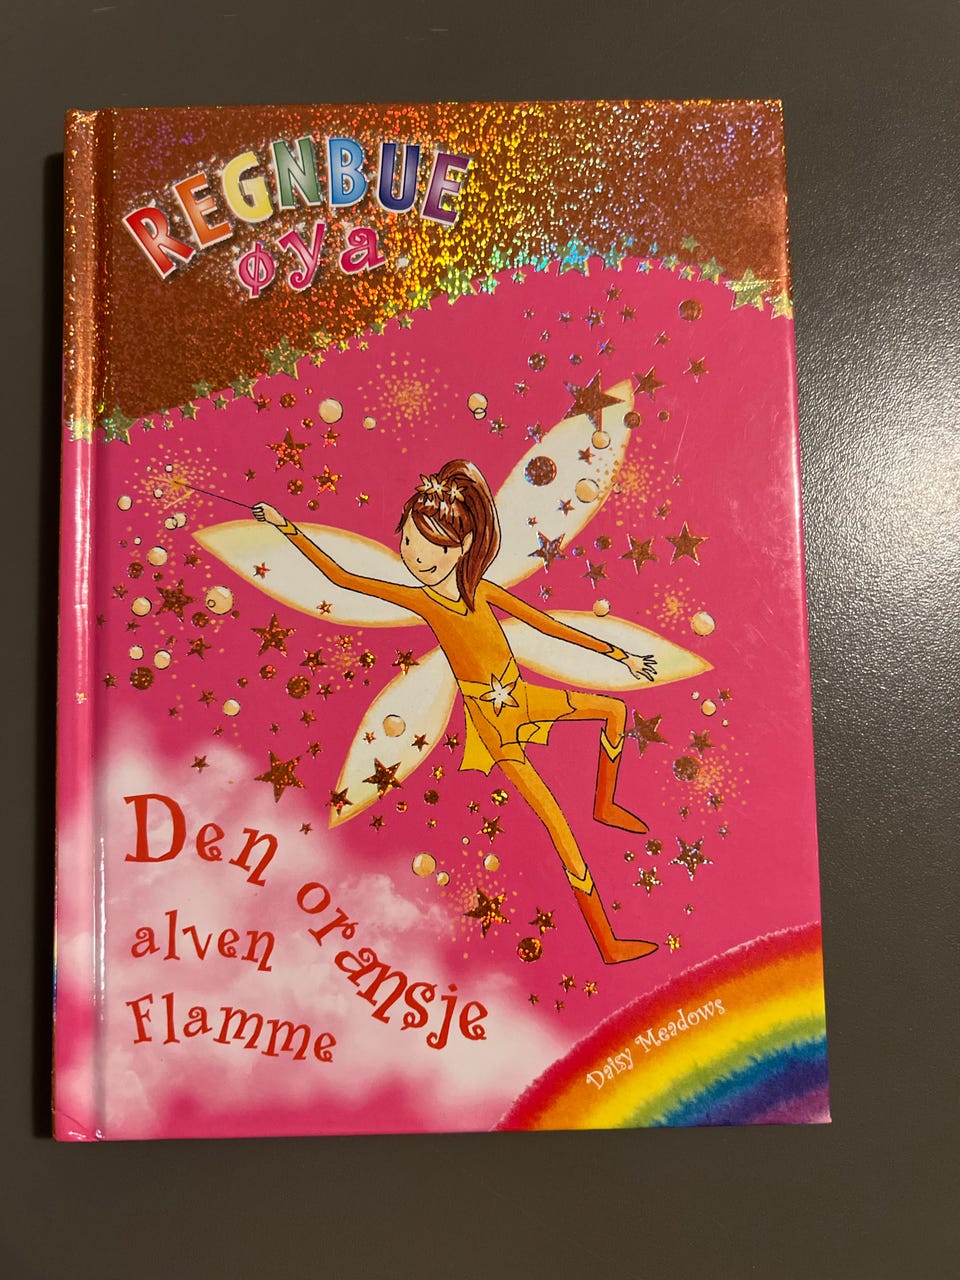 REGNBUE
øya
Den oransje
alven
Flamme
Daisy Meadows